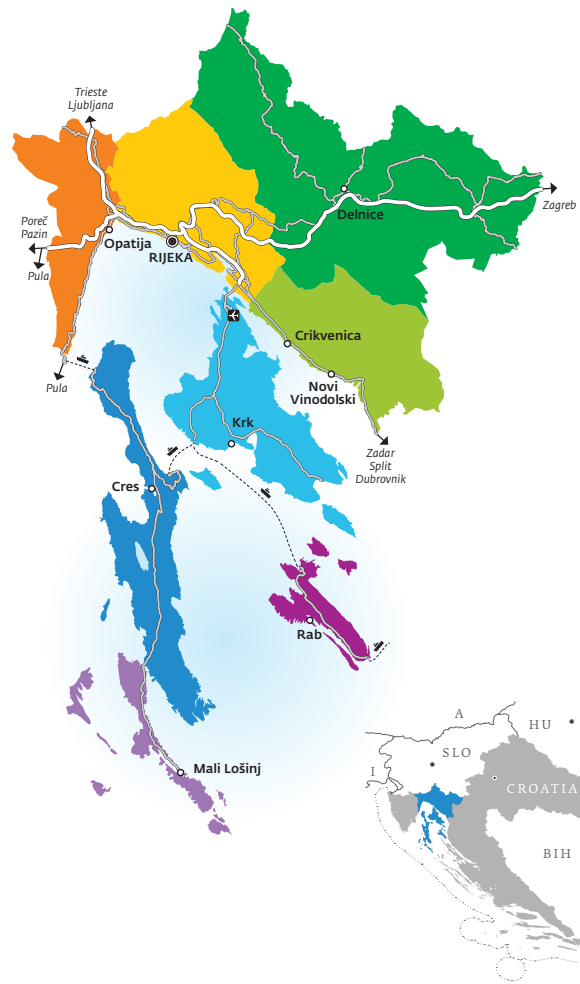 Trieste
Ljubljana
Delnice
Zagreb
Poreč
Pazin
Opatija
RIJEKA
Pula
Crikvenica
Pula
Novi
Vinodolski
Krk
Zadar
Split
Dubrovnik
Cres
Rab
Mali Lošinj
A
HU
SLO
I
CROATIA
BIH